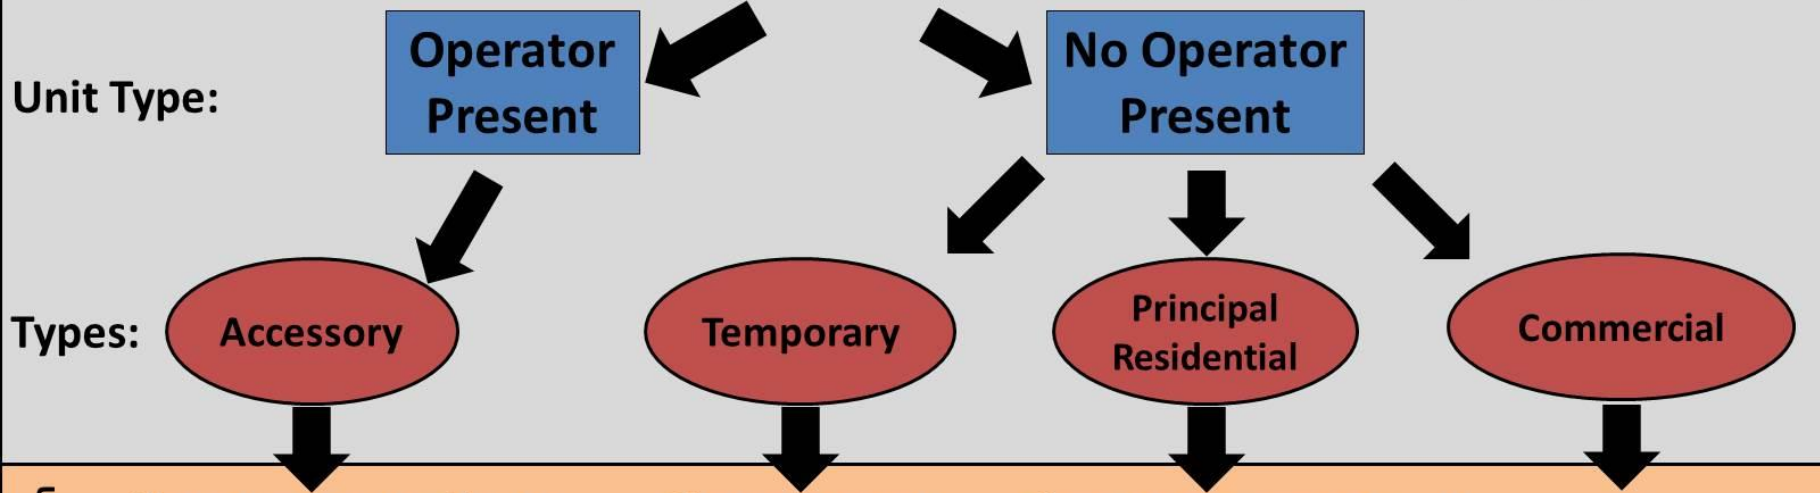 Operator
Present
No Operator
Present
Unit Type:
Types:
Accessory
Temporary
Principal
Residential
Commercial